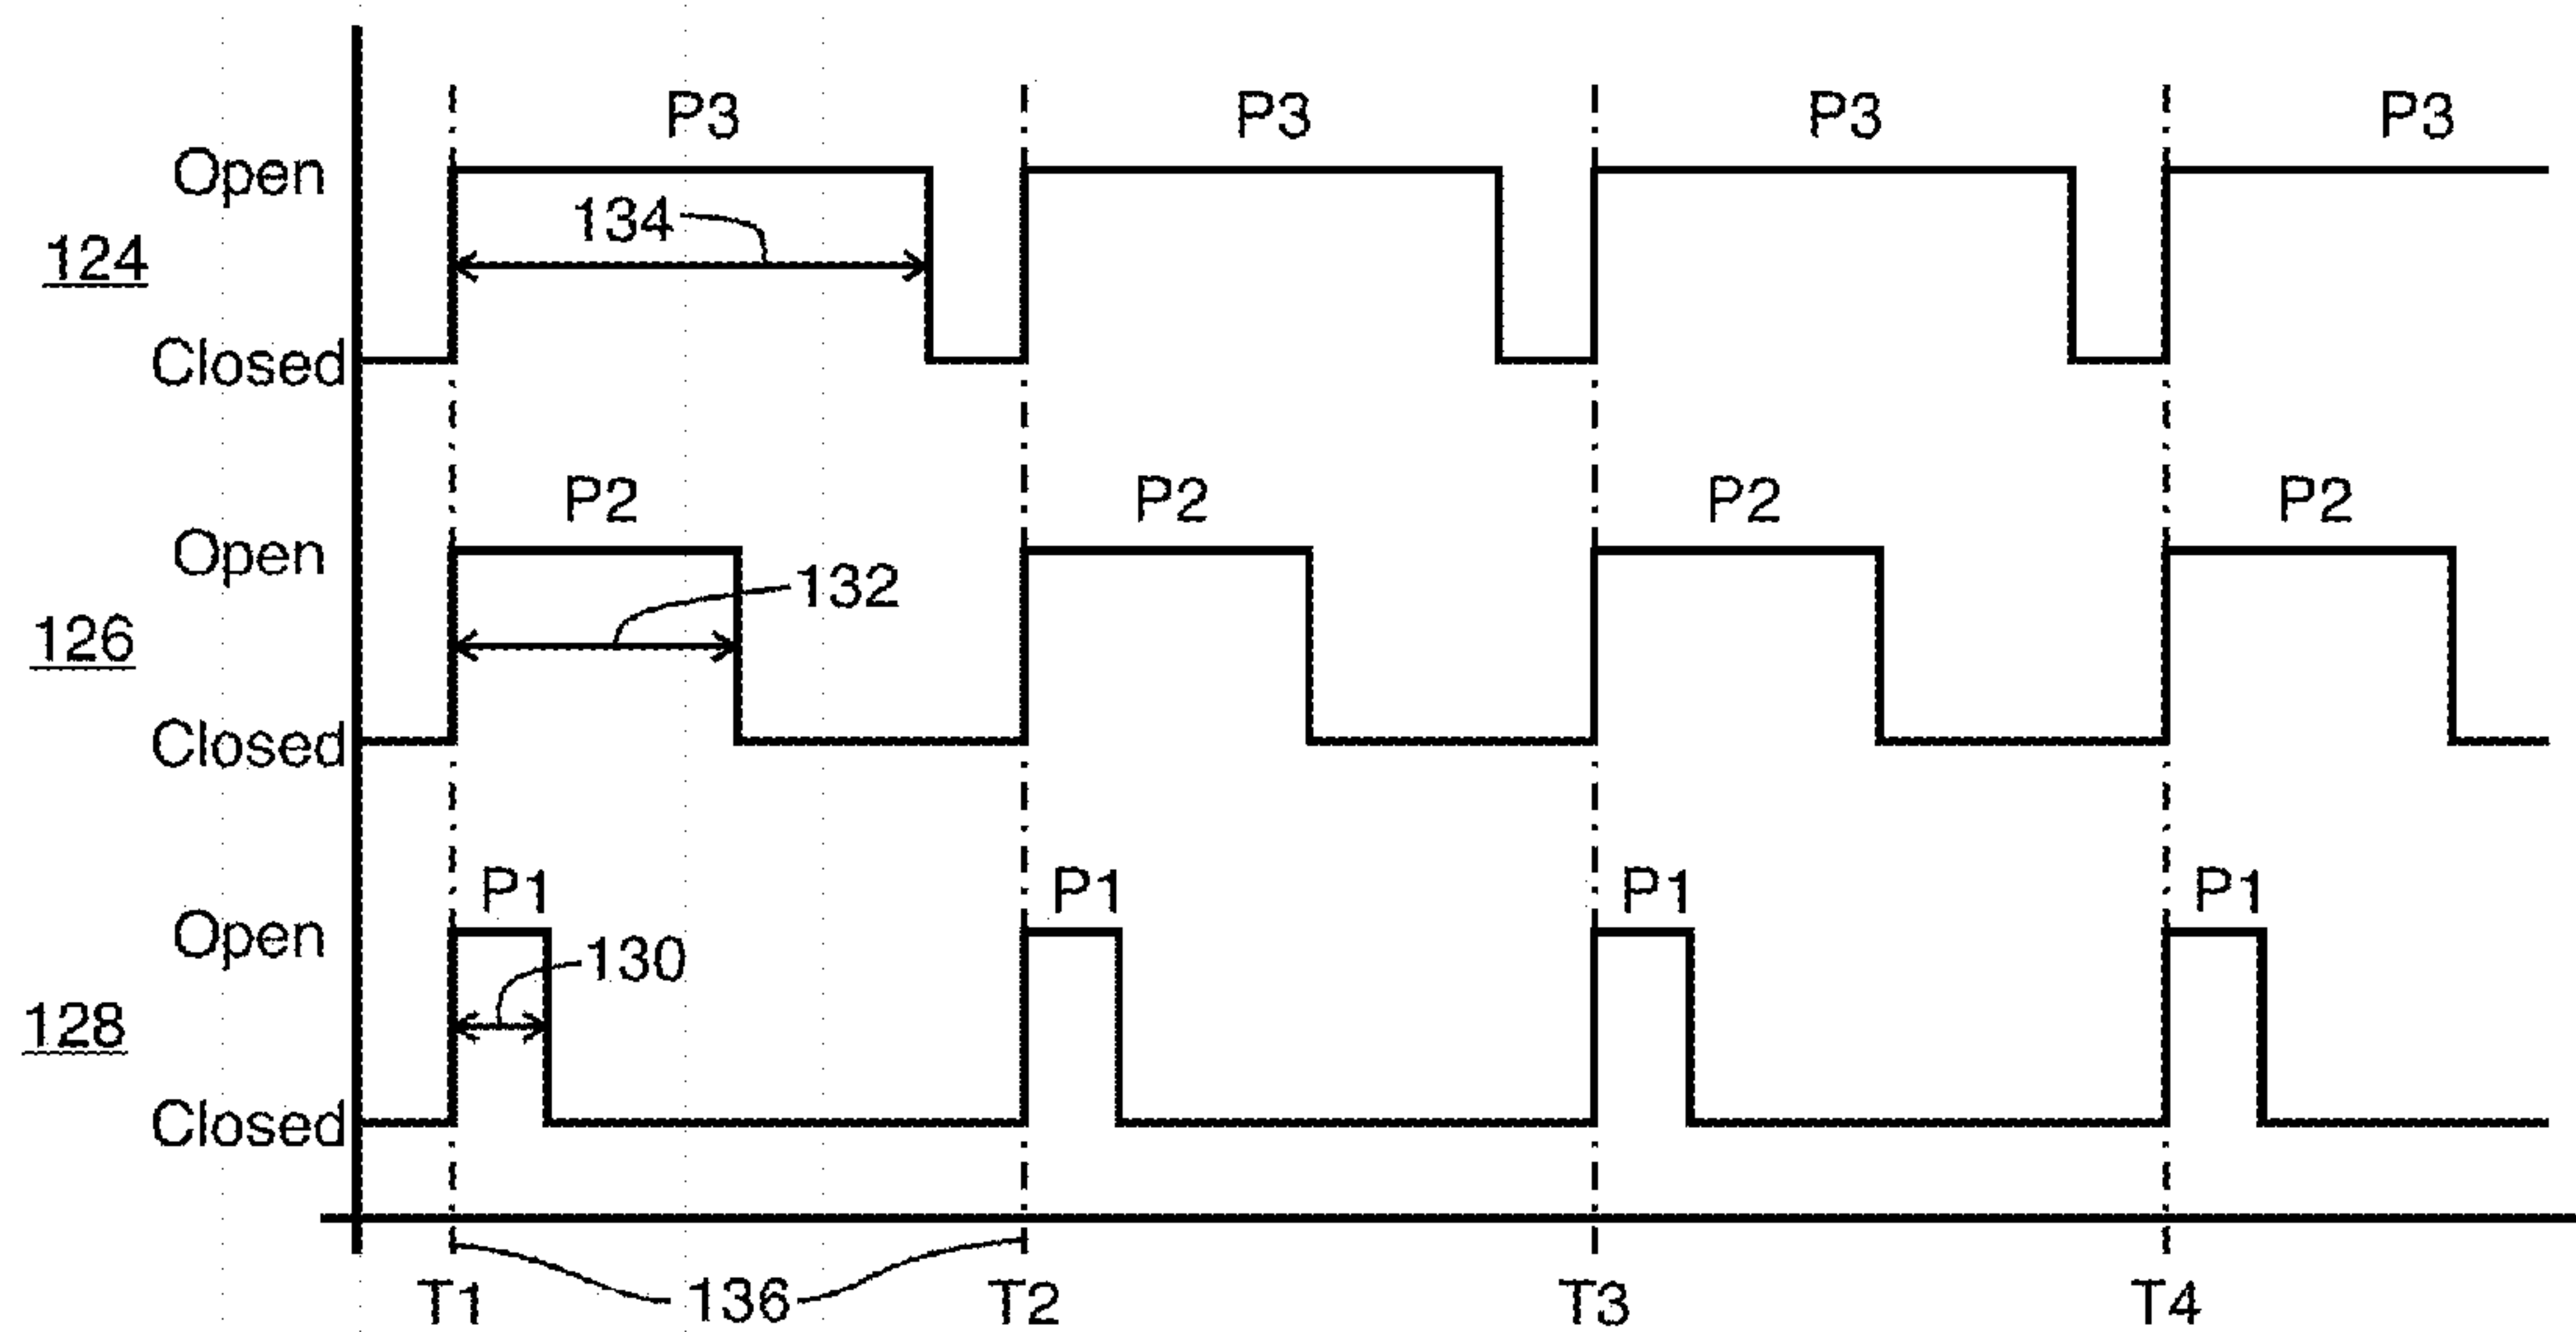 P3 P3 P3 P3
Open
134
124
Closed
P2 P2 P2 P2
Open
132
126
Closed
P1 P1 P1 P1
Open
130
128
Closed
T1 136 T2 T3 T4